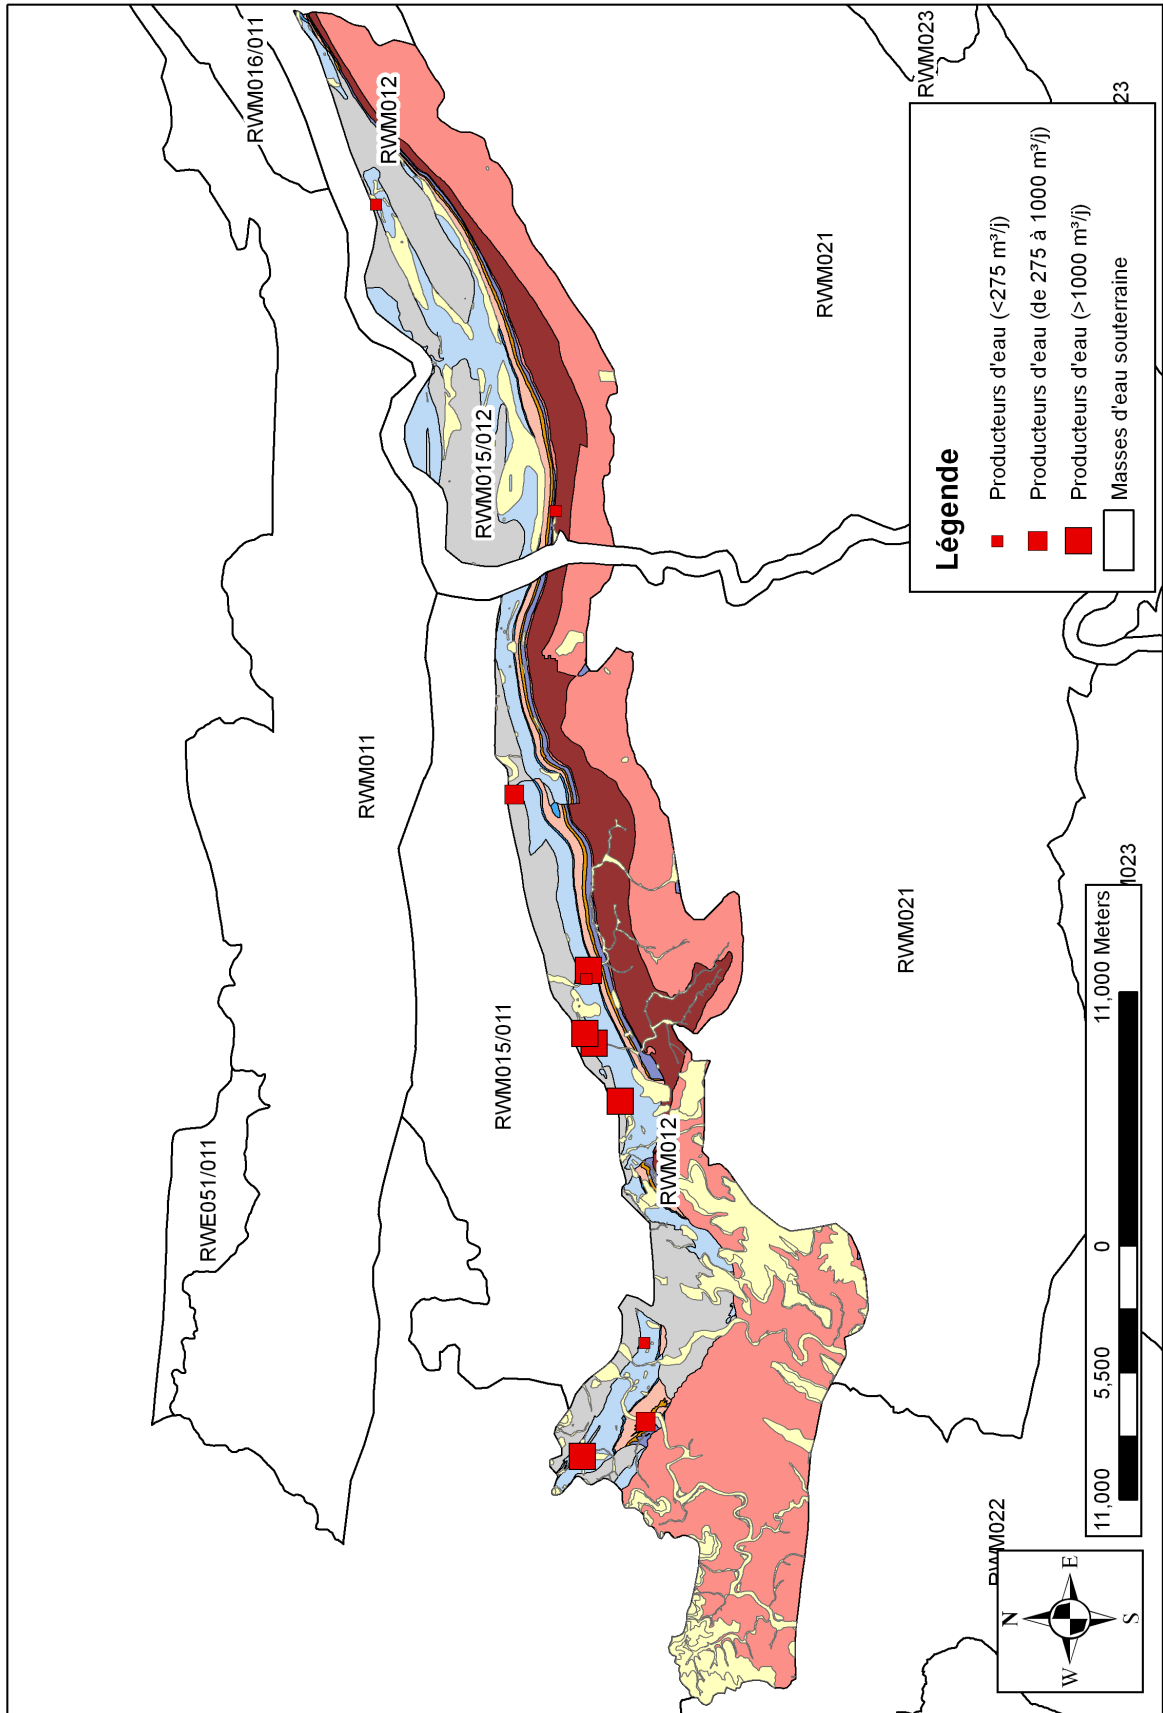 RWM016/011
RWM012
RWM023
23
RWM021
RWM015/012
RWM011
RWM015/011
RWE051/011
RWM012
RWM021
RWM022
M023
Légende
Producteurs d'eau (<275 m³/j)
Producteurs d'eau (de 275 à 1000 m³/j)
Producteurs d'eau (>1000 m³/j)
Masses d'eau souterraine
11,000 5,500 0 11,000 Meters
N
W E
S